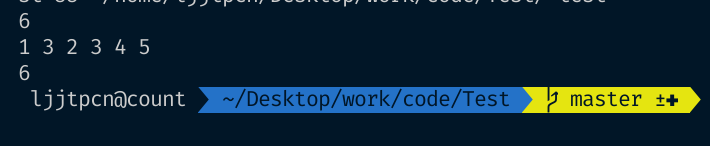 6
1 3 2 3 4 5
6
ljjtpcn@count ~/Desktop/work/code/Test master ±✚